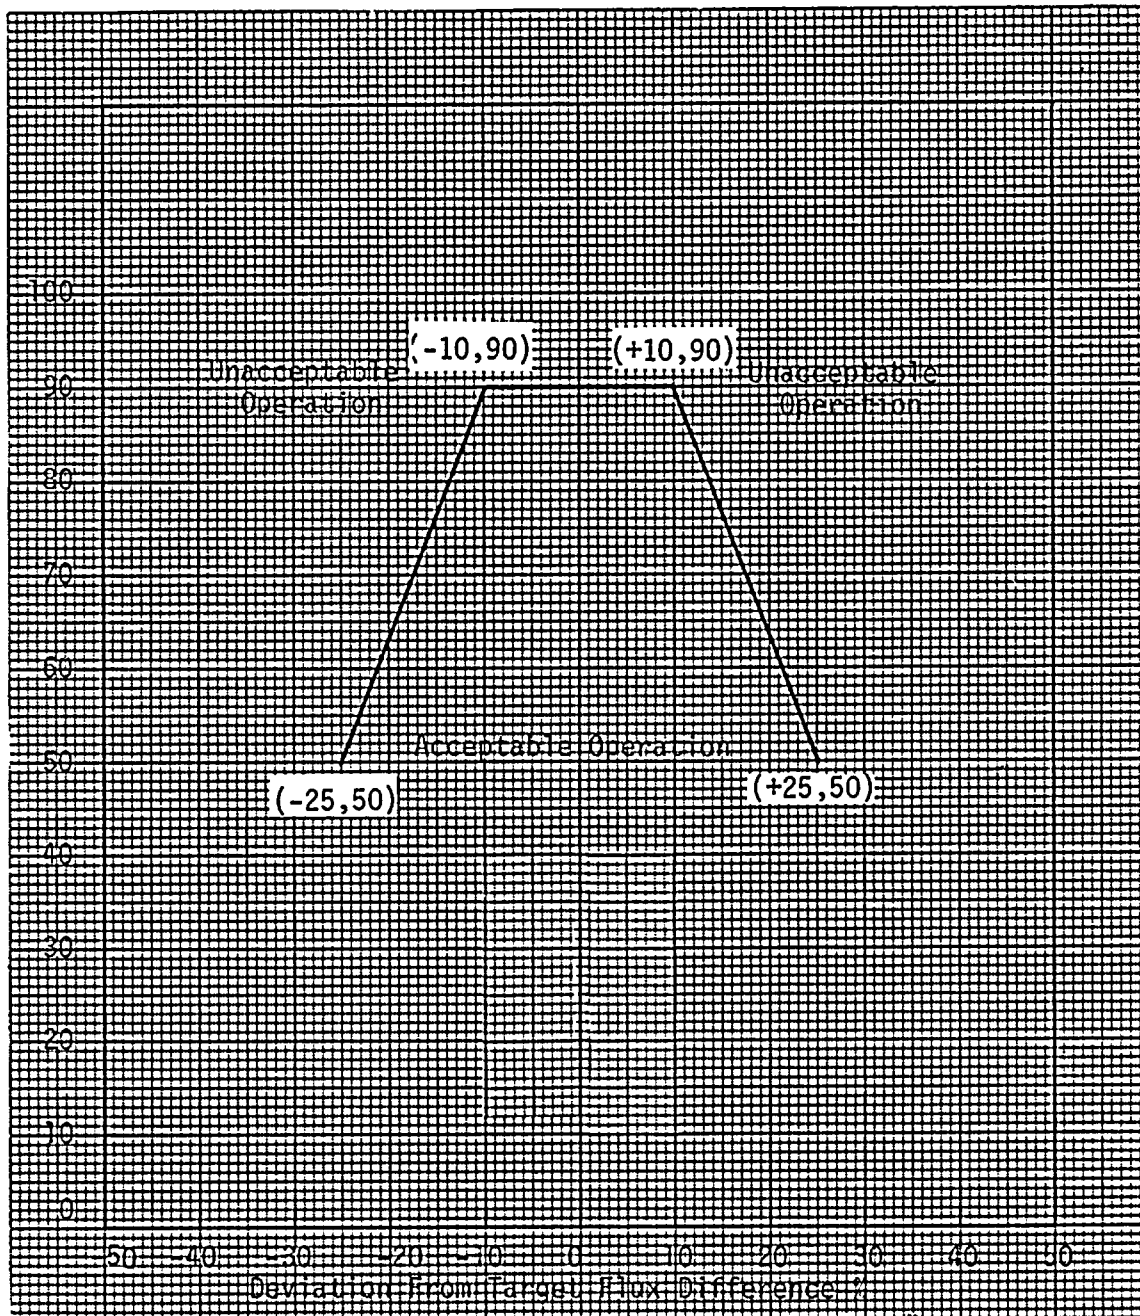 100
(-10,90) (+10,90)
Unacceptable Operation
Unacceptable Operation
90
80
70
60
Acceptable Operation
50
(-25,50) (+25,50)
40
30
20
10
0
-50 -40 -30 -20 -10 0 10 20 30 40 50
Deviation From Target Flux Difference %